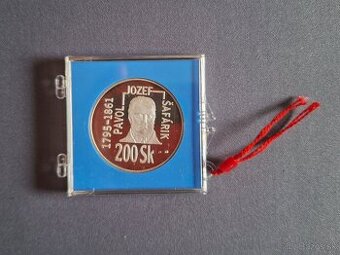 1795-1861
PAVOL
JOZEF
ŠAFÁRIK
200 Sk